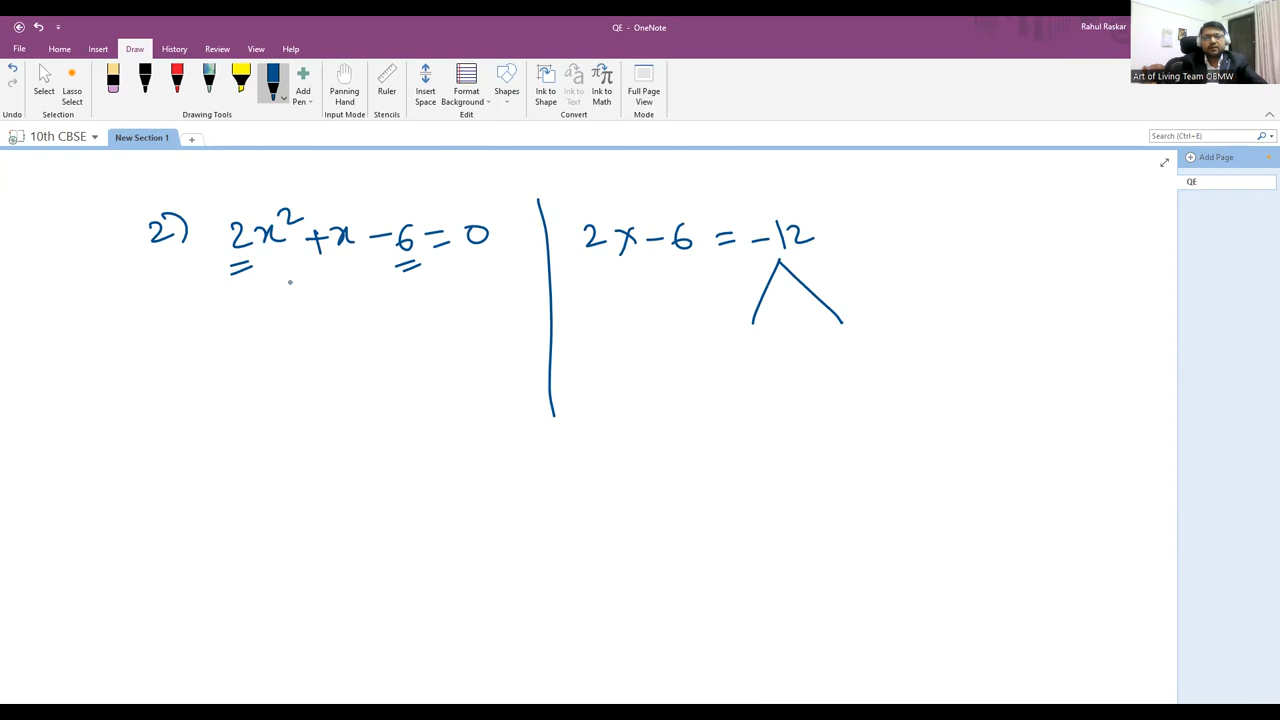 QE - OneNote
Rahul Raskar
File Home Insert Draw History Review View Help
Art of Living Team OBMW
Select Lasso Select Add Pen Panning Hand Ruler Insert Space Format Background Shapes Ink to Shape Ink to Text Ink to Math Full Page View
Undo Selection Drawing Tools Input Mode Stencils Edit Convert Mode
10th CBSE New Section 1 + Search (Ctrl+E)
Add Page
QE
2) 2x² + x - 6 = 0
2 x - 6 = -12